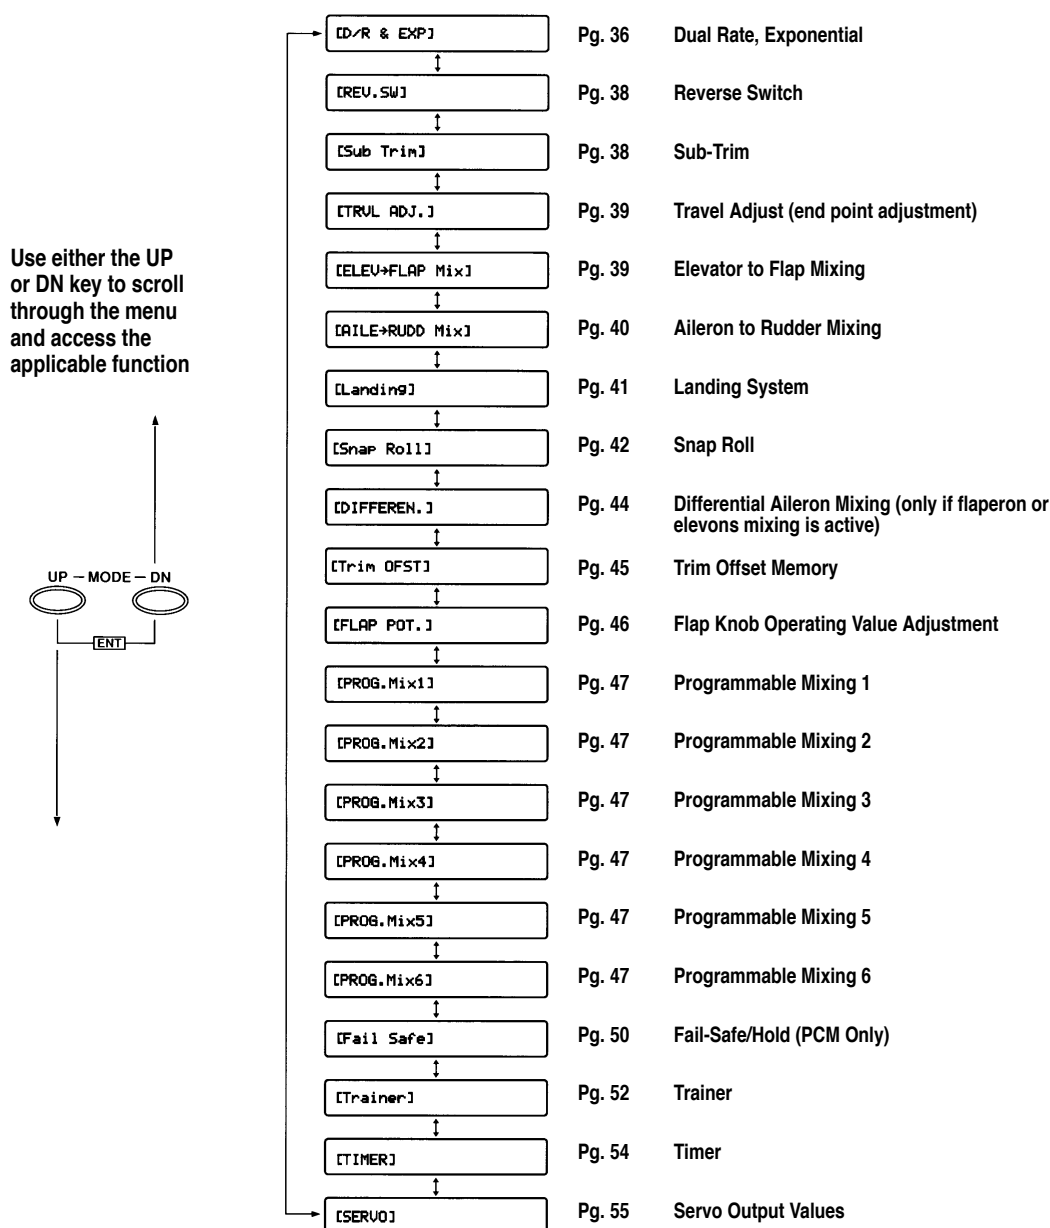 [D/R & EXP] Pg. 36 Dual Rate, Exponential
[REV.SW] Pg. 38 Reverse Switch
[Sub Trim] Pg. 38 Sub-Trim
[TRVL ADJ.] Pg. 39 Travel Adjust (end point adjustment)
Use either the UP
or DN key to scroll
through the menu
and access the
applicable function
[ELEV→FLAP Mix] Pg. 39 Elevator to Flap Mixing
[AILE→RUDD Mix] Pg. 40 Aileron to Rudder Mixing
[Landing] Pg. 41 Landing System
[Snap Roll] Pg. 42 Snap Roll
[DIFFEREN.] Pg. 44 Differential Aileron Mixing (only if flaperon or
elevons mixing is active)
[Trim OFST] Pg. 45 Trim Offset Memory
UP – MODE – DN
ENT
[FLAP POT.] Pg. 46 Flap Knob Operating Value Adjustment
[PROG.Mix1] Pg. 47 Programmable Mixing 1
[PROG.Mix2] Pg. 47 Programmable Mixing 2
[PROG.Mix3] Pg. 47 Programmable Mixing 3
[PROG.Mix4] Pg. 47 Programmable Mixing 4
[PROG.Mix5] Pg. 47 Programmable Mixing 5
[PROG.Mix6] Pg. 47 Programmable Mixing 6
[Fail Safe] Pg. 50 Fail-Safe/Hold (PCM Only)
[Trainer] Pg. 52 Trainer
[TIMER] Pg. 54 Timer
[SERVO] Pg. 55 Servo Output Values